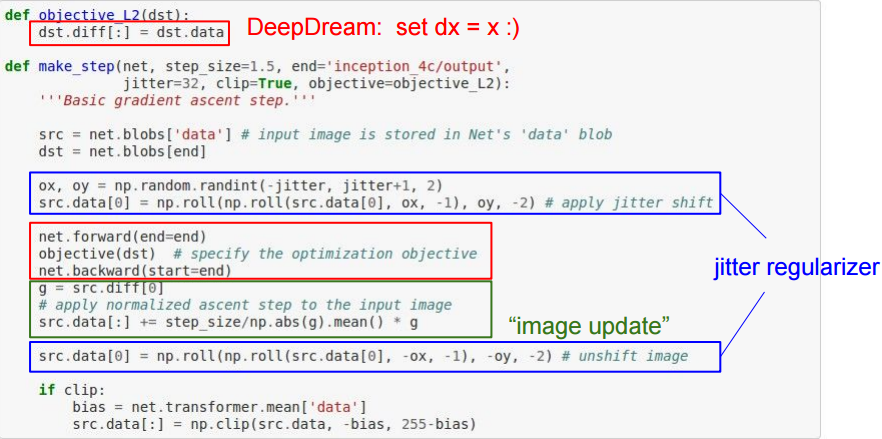 def objective_L2(dst):
    dst.diff[:] = dst.data
DeepDream: set dx = x :)
def make_step(net, step_size=1.5, end='inception_4c/output',
              jitter=32, clip=True, objective=objective_L2):
    '''Basic gradient ascent step.'''
    src = net.blobs['data'] # input image is stored in Net's 'data' blob
    dst = net.blobs[end]
    ox, oy = np.random.randint(-jitter, jitter+1, 2)
    src.data[0] = np.roll(np.roll(src.data[0], ox, -1), oy, -2) # apply jitter shift
    net.forward(end=end)
    objective(dst)  # specify the optimization objective
    net.backward(start=end)
jitter regularizer
    g = src.diff[0]
    # apply normalized ascent step to the input image
    src.data[:] += step_size/np.abs(g).mean() * g
“image update”
    src.data[0] = np.roll(np.roll(src.data[0], -ox, -1), -oy, -2) # unshift image
    if clip:
        bias = net.transformer.mean['data']
        src.data[:] = np.clip(src.data, -bias, 255-bias)